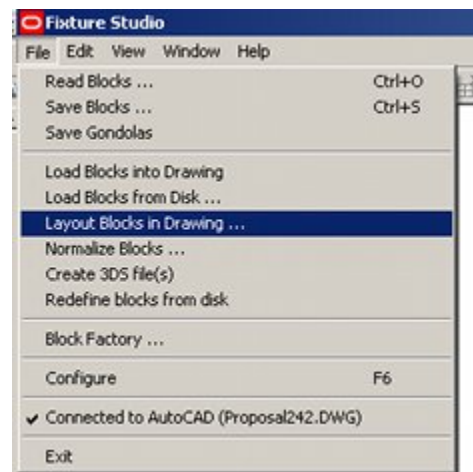 Fixture Studio
File Edit View Window Help
Read Blocks ... Ctrl+O
Save Blocks ... Ctrl+S
Save Gondolas
Load Blocks into Drawing
Load Blocks from Disk ...
Layout Blocks in Drawing ...
Normalize Blocks ...
Create 3DS file(s)
Redefine blocks from disk
Block Factory ...
Configure F6
Connected to AutoCAD (Proposal242.DWG)
Exit